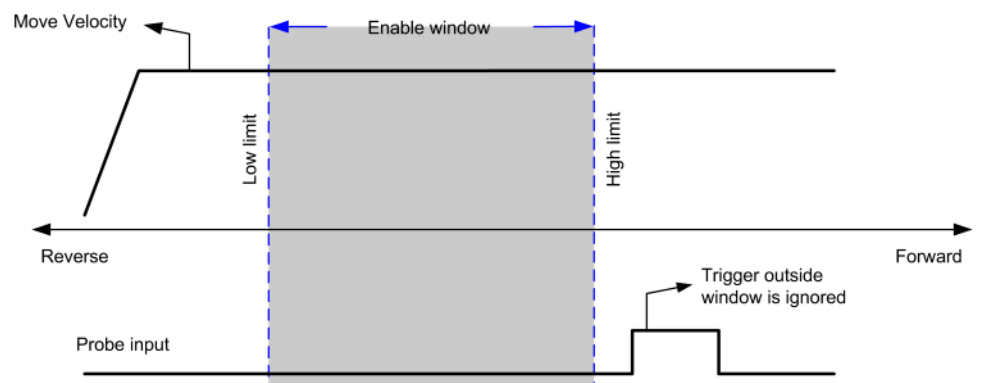 Move Velocity
Enable window
Low limit
High limit
Reverse
Forward
Trigger outside
window is ignored
Probe input